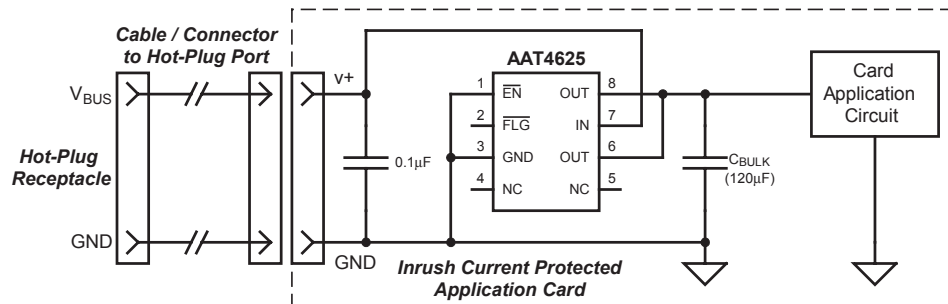 Cable / Connector
to Hot-Plug Port
V+
AAT4625
VBUS
Hot-Plug
Receptacle
GND
0.1μF
1
EN
OUT
8
2
FLG
IN
7
3
GND
OUT
6
4
NC
NC
5
CBULK
(120μF)
Card
Application
Circuit
GND
Inrush Current Protected
Application Card